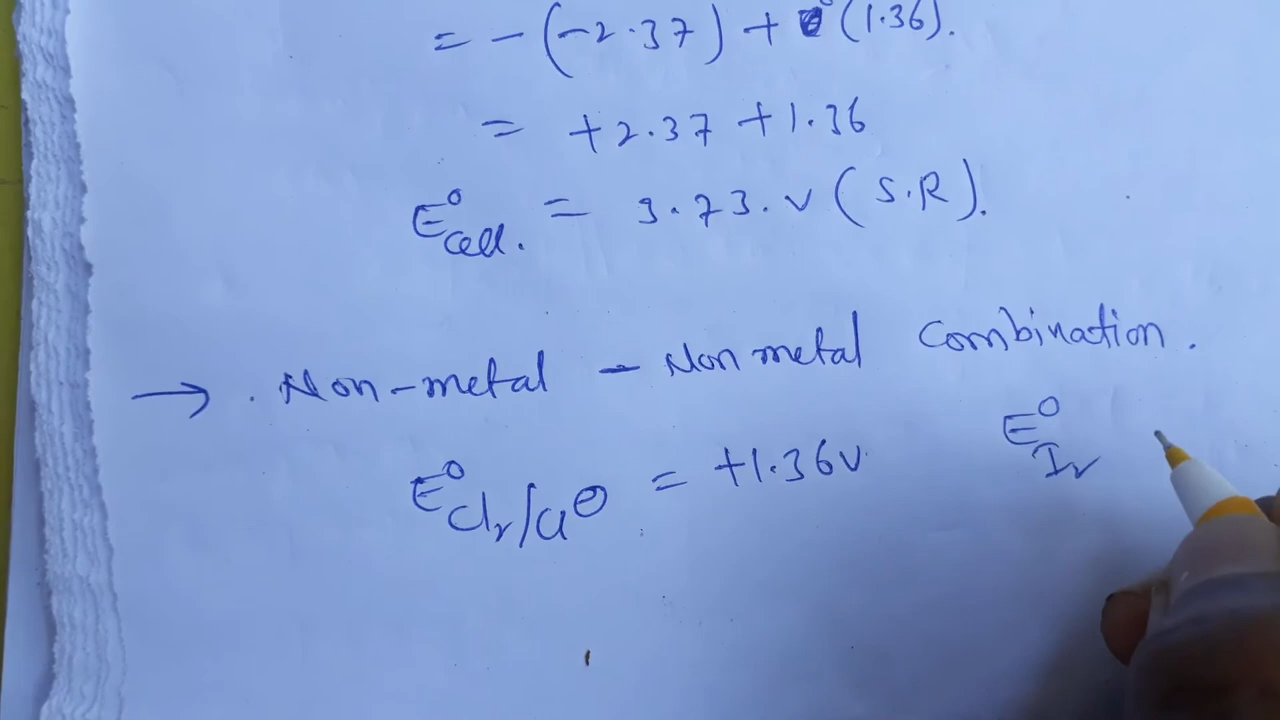 = -(-2.37) + (1.36).
= +2.37 +1.36
E°cell. = 3.73.v (S.R).
→ . Non-metal - Non metal Combination.
E°Cl₂/Cl⊖ = +1.36v E°I₂